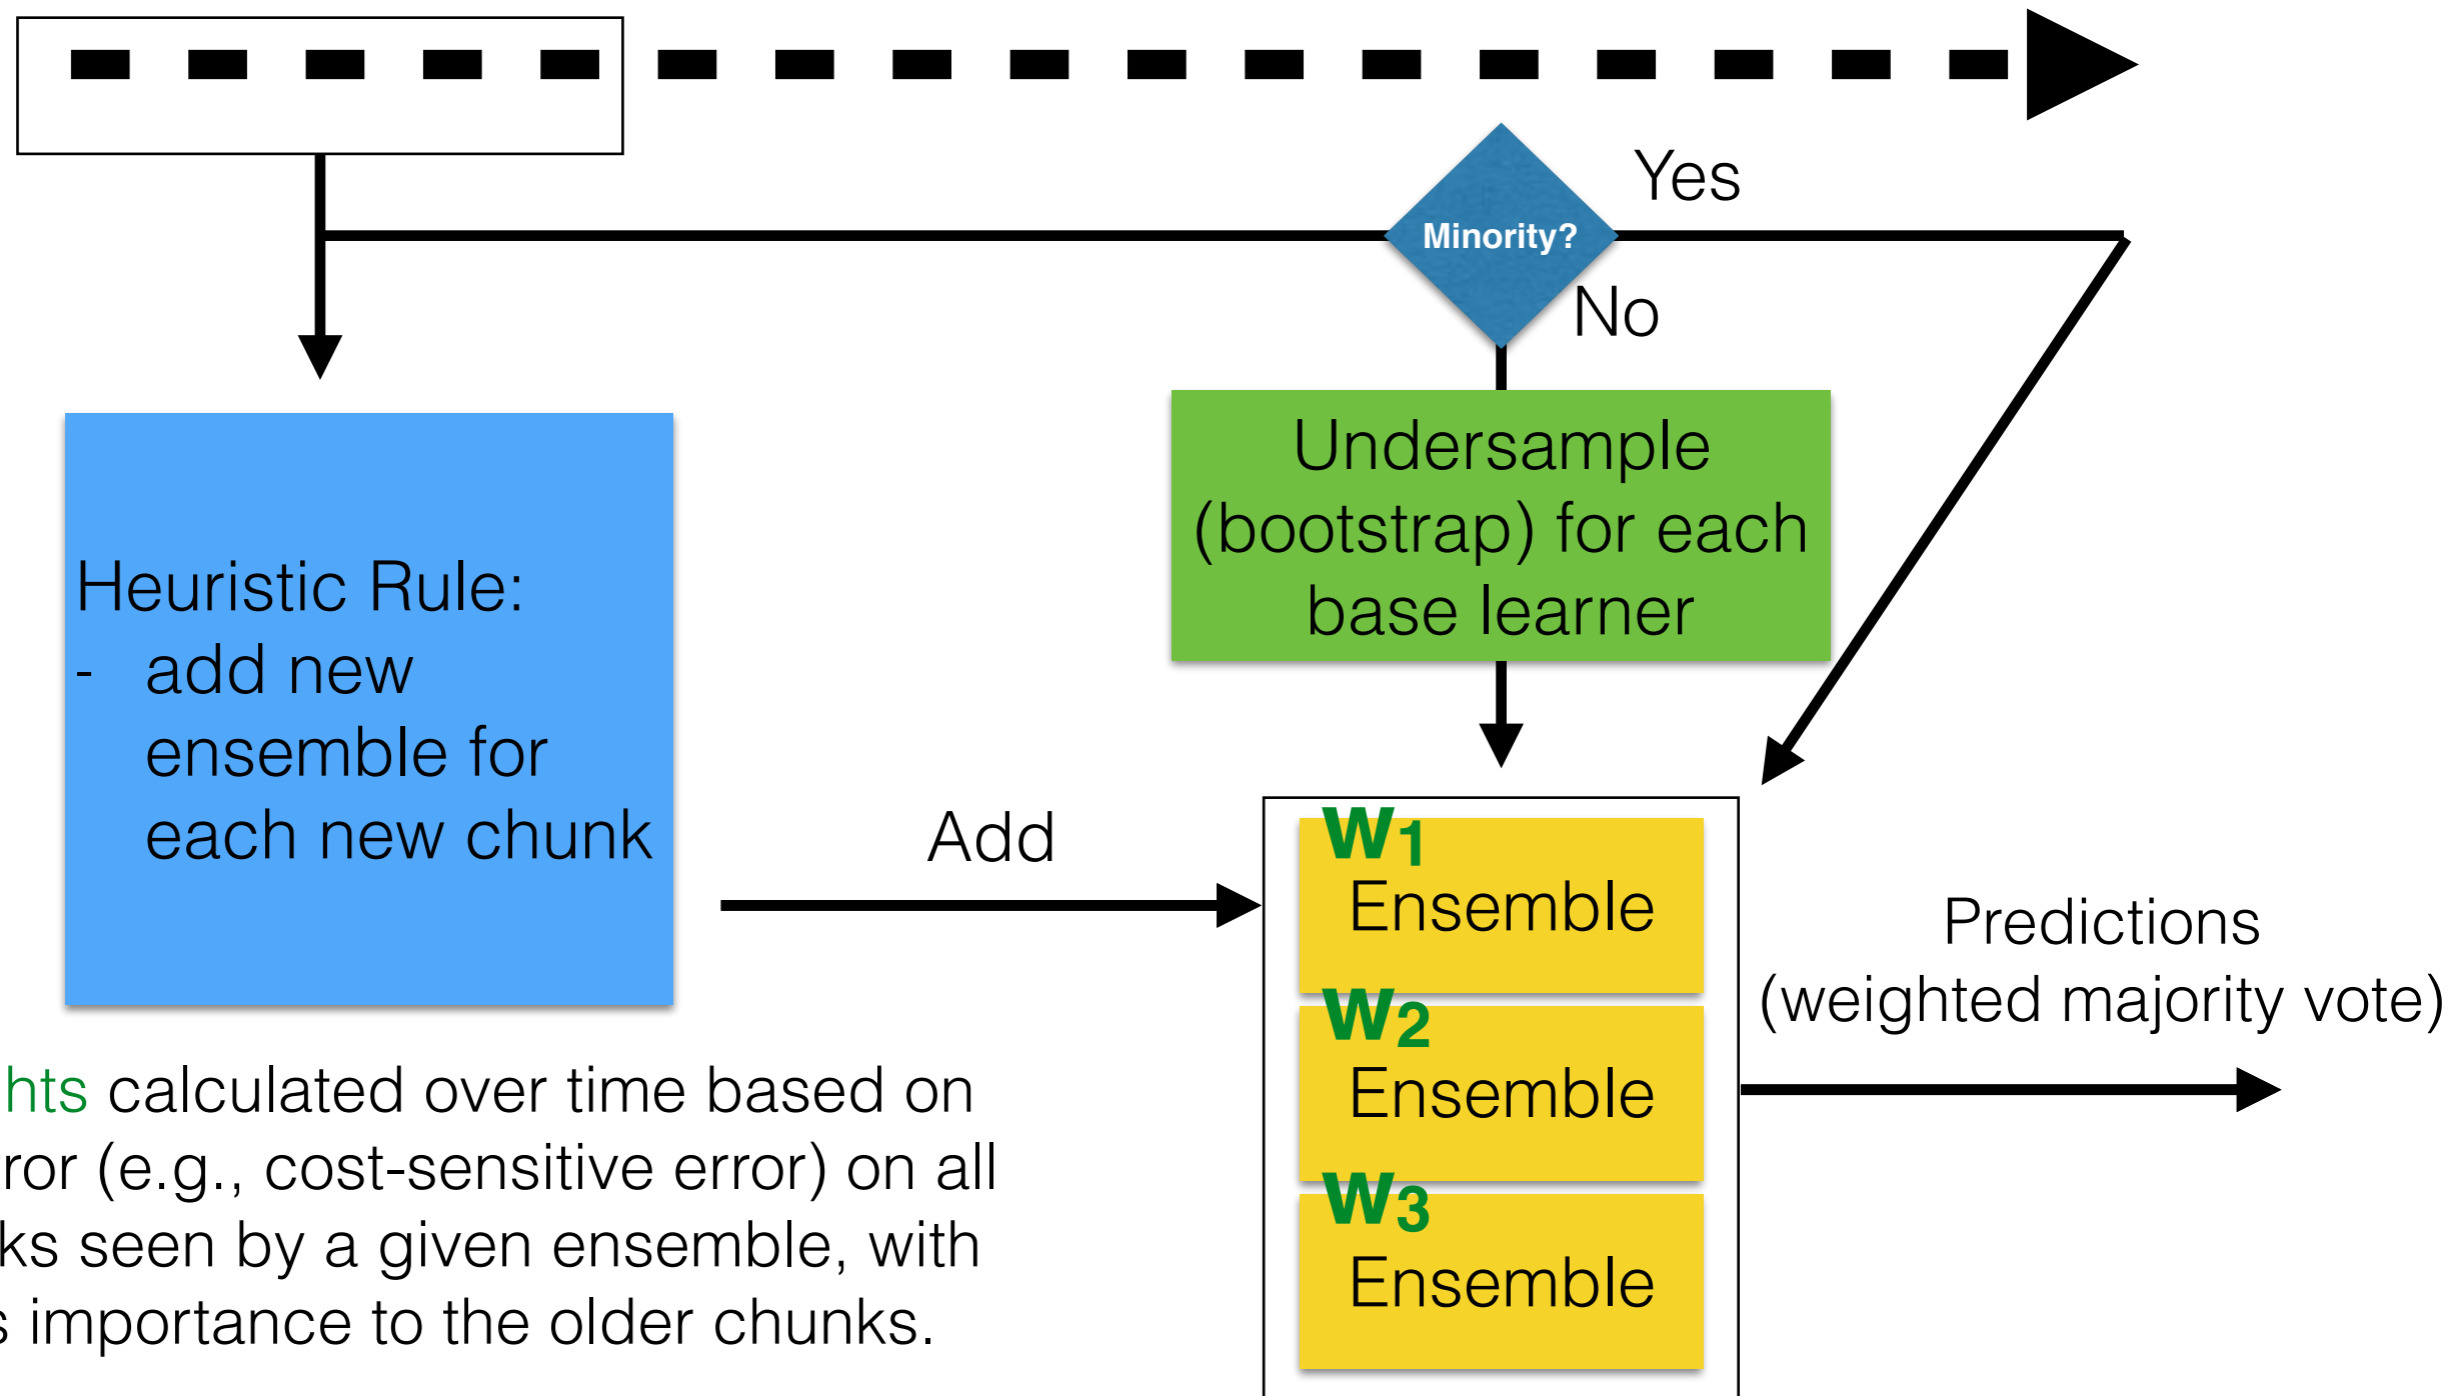 Yes
Minority?
No
Undersample
(bootstrap) for each
base learner
Heuristic Rule:
- add new
ensemble for
each new chunk
Add
W1
Ensemble
W2
Ensemble
W3
Ensemble
Predictions
(weighted majority vote)
hts calculated over time based on
ror (e.g., cost-sensitive error) on all
ks seen by a given ensemble, with
s importance to the older chunks.